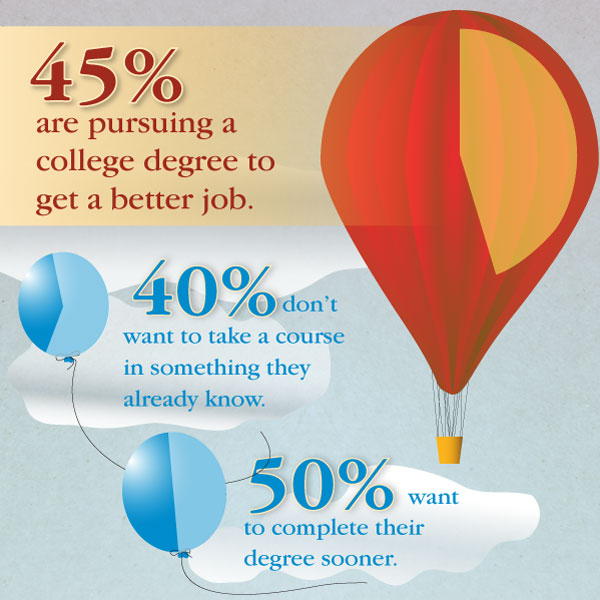 45%
are pursuing a
college degree to
get a better job.
40% don't
want to take a course
in something they
already know.
50% want
to complete their
degree sooner.